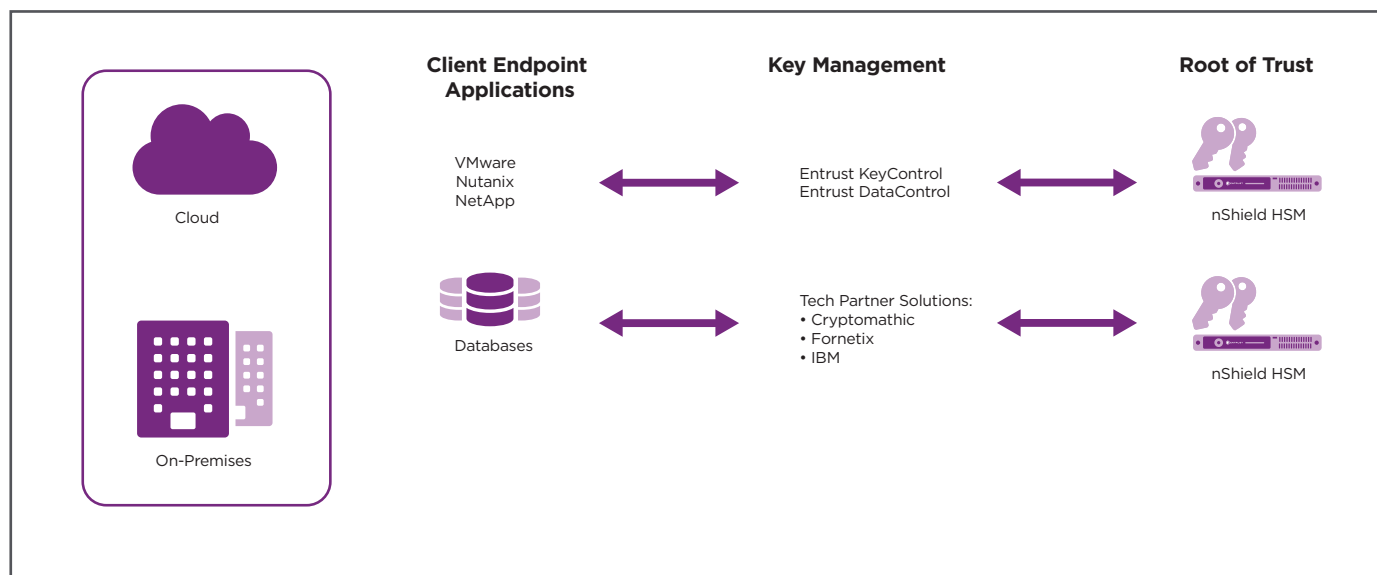 Client Endpoint
Applications
Key Management
Root of Trust
Cloud
VMware
Nutanix
NetApp
Entrust KeyControl
Entrust DataControl
nShield HSM
On-Premises
Databases
Tech Partner Solutions:
• Cryptomathic
• Fornetix
• IBM
nShield HSM